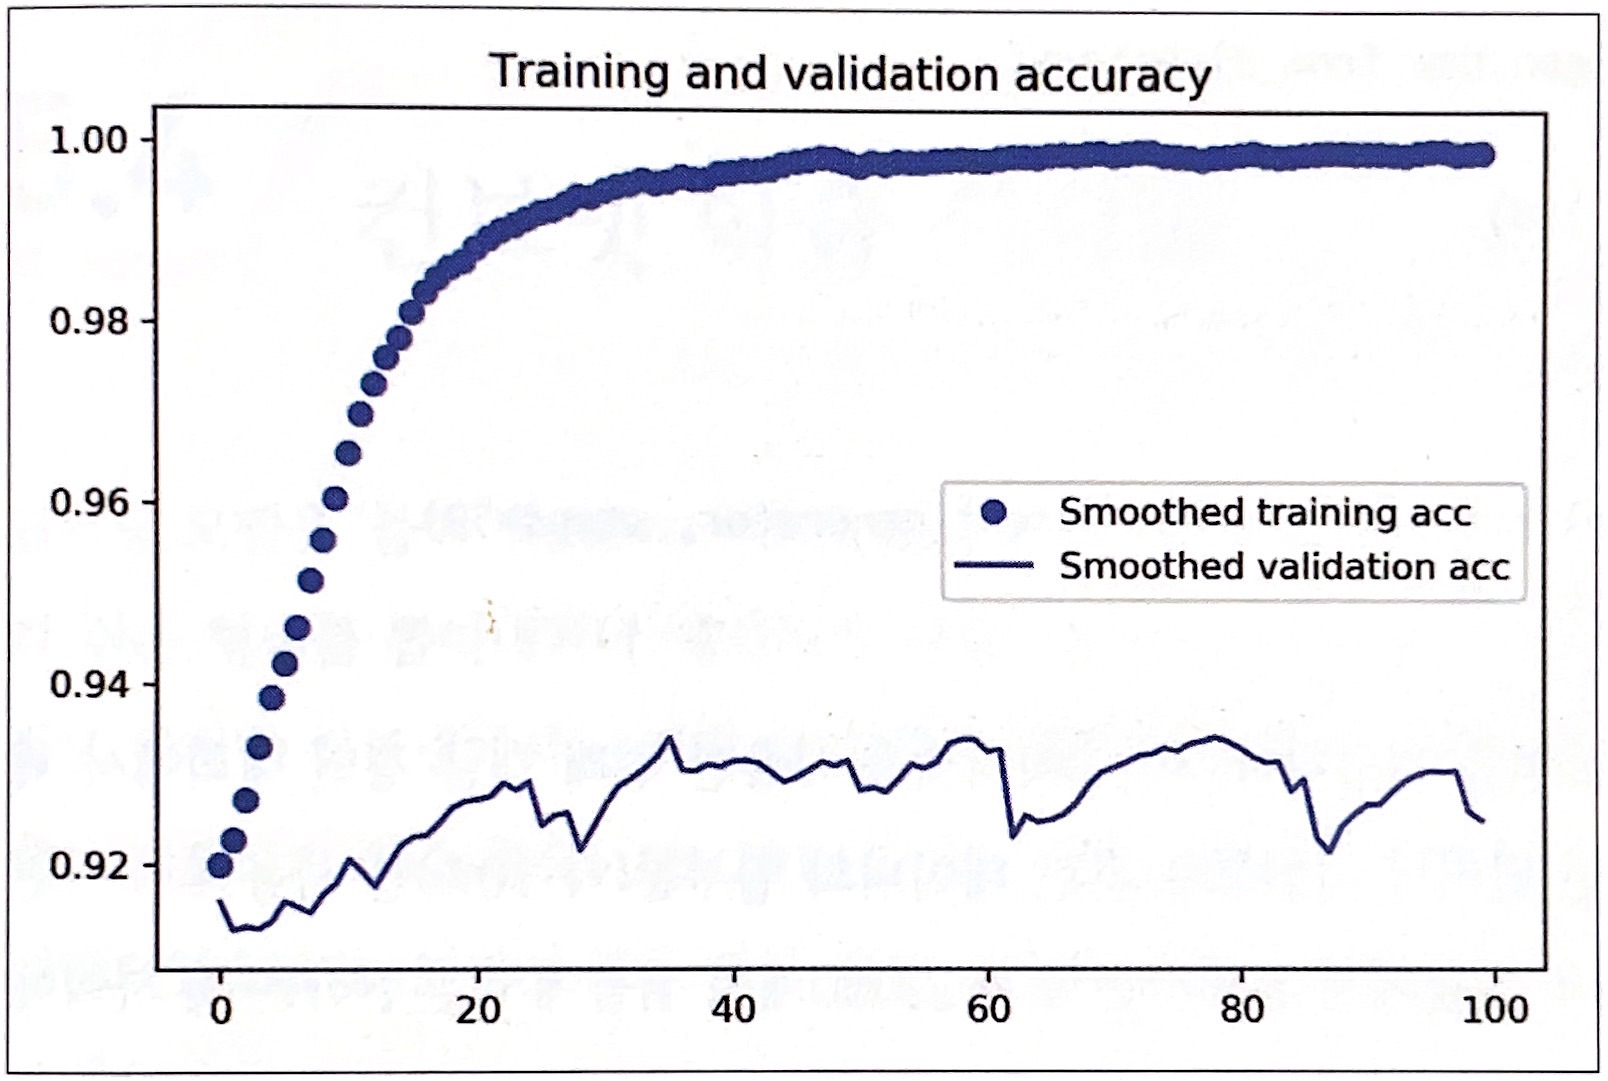 Training and validation accuracy
1.00
0.98
0.96
0.94
0.92
Smoothed training acc
Smoothed validation acc
0 20 40 60 80 100